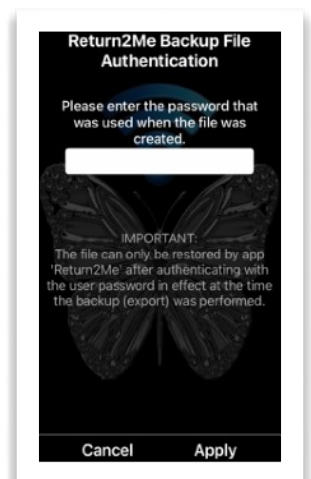 Return2Me Backup File
Authentication
Please enter the password that
was used when the file was
created.
IMPORTANT:
The file can only be restored by app
'Return2Me' after authenticating with
the user password in effect at the time
the backup (export) was performed.
Cancel Apply